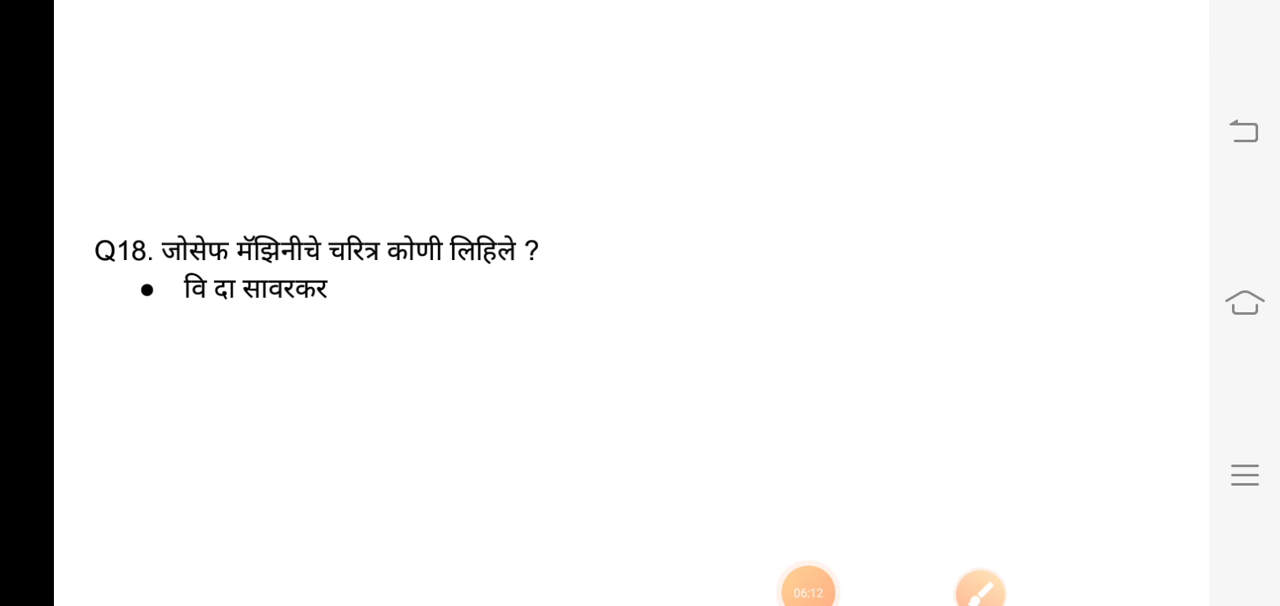 Q18. जोसेफ मॅझिनीचे चरित्र कोणी लिहिले ?
● वि दा सावरकर
06:12